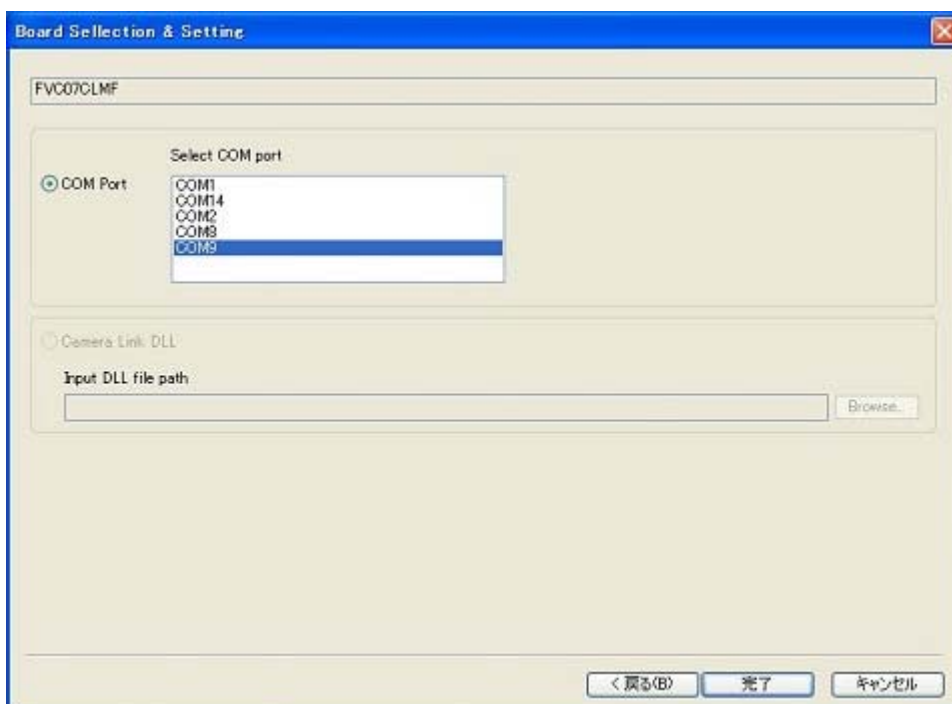 Board Sellection & Setting
FVC07CLMF
Select COM port
COM Port
COM1
COM14
COM2
COM8
COM9
Camera Link DLL
Input DLL file path
Browse..
< 戻る(B)
完了
キャンセル